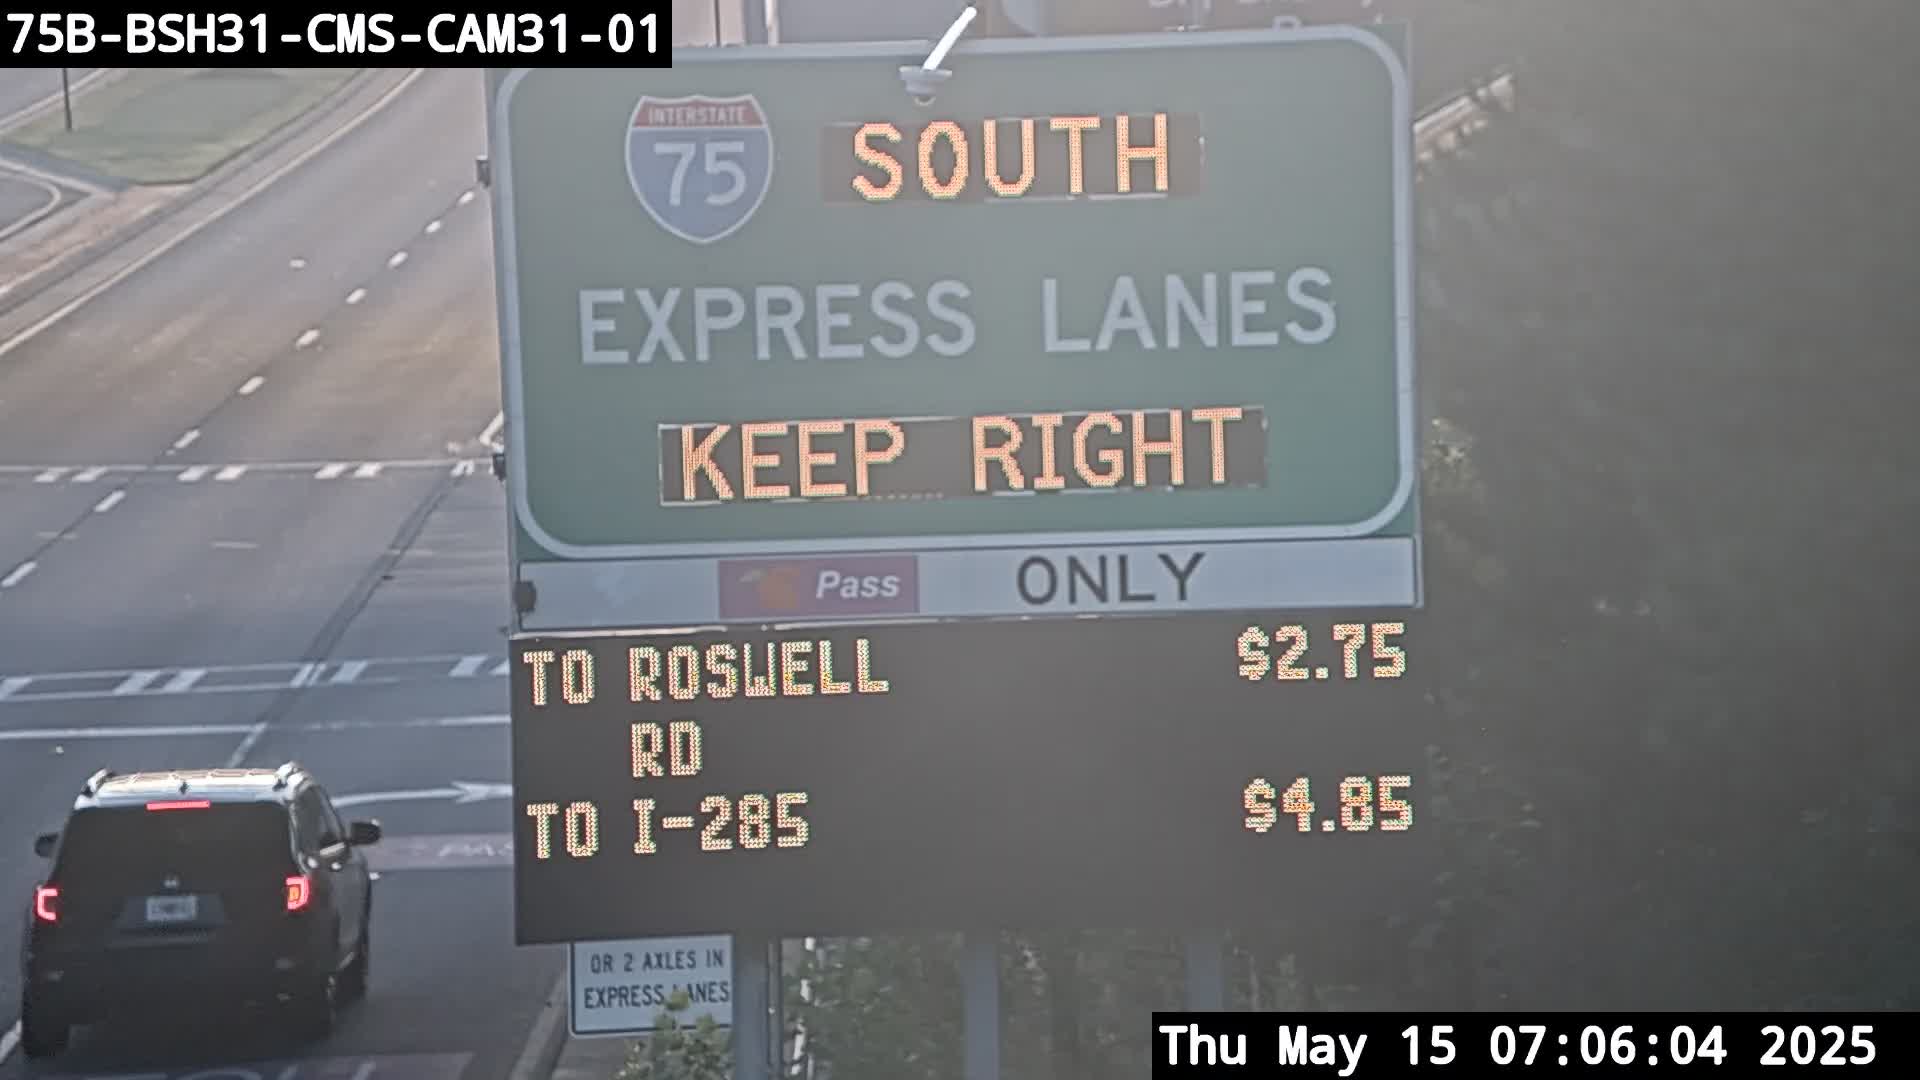 75B-BSH31-CMS-CAM31-01
INTERSTATE
75
SOUTH
EXPRESS LANES
KEEP RIGHT
Pass ONLY
TO ROSWELL $2.75
RD
TO I-285 $4.85
OR 2 AXLES IN
EXPRESS LANES
Thu May 15 07:06:04 2025